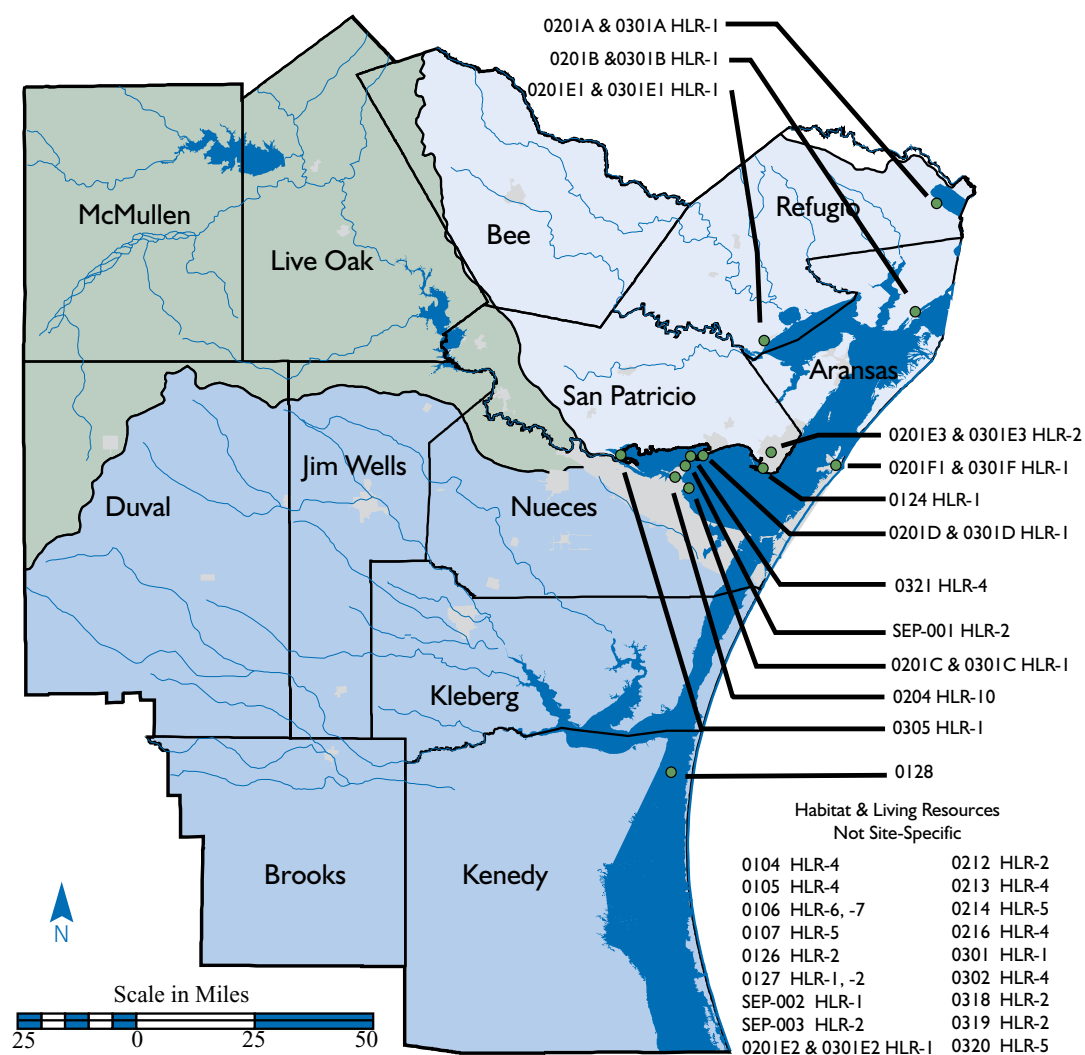 0201A & 0301A HLR-1
0201B &0301B HLR-1
0201E1 & 0301E1 HLR-1
McMullen
Live Oak
Bee
Refugio
San Patricio
Aransas
Duval
Jim Wells
Nueces
Kleberg
Brooks
Kenedy
0201E3 & 0301E3 HLR-2
0201F1 & 0301F HLR-1
0124 HLR-1
0201D & 0301D HLR-1
0321 HLR-4
SEP-001 HLR-2
0201C & 0301C HLR-1
0204 HLR-10
0305 HLR-1
0128
Habitat & Living Resources
Not Site-Specific
0104 HLR-4
0105 HLR-4
0106 HLR-6, -7
0107 HLR-5
0126 HLR-2
0127 HLR-1, -2
SEP-002 HLR-1
SEP-003 HLR-2
0201E2 & 0301E2 HLR-1
0212 HLR-2
0213 HLR-4
0214 HLR-5
0216 HLR-4
0301 HLR-1
0302 HLR-4
0318 HLR-2
0319 HLR-2
0320 HLR-5
N
Scale in Miles
25 0 25 50